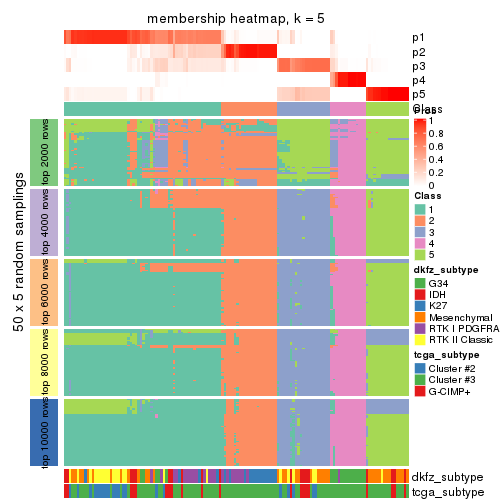 membership heatmap, k = 5
p1
p2
p3
p4
p5
Class
50 x 5 random samplings
top 2000 rows
top 4000 rows
top 6000 rows
top 8000 rows
top 10000 rows
1
0.8
0.6
0.4
0.2
0
Class
1
2
3
4
5
dkfz_subtype
G34
IDH
K27
Mesenchymal
RTK I PDGFRA
RTK II Classic
tcga_subtype
Cluster #2
Cluster #3
G-CIMP+
dkfz_subtype
tcga_subtype